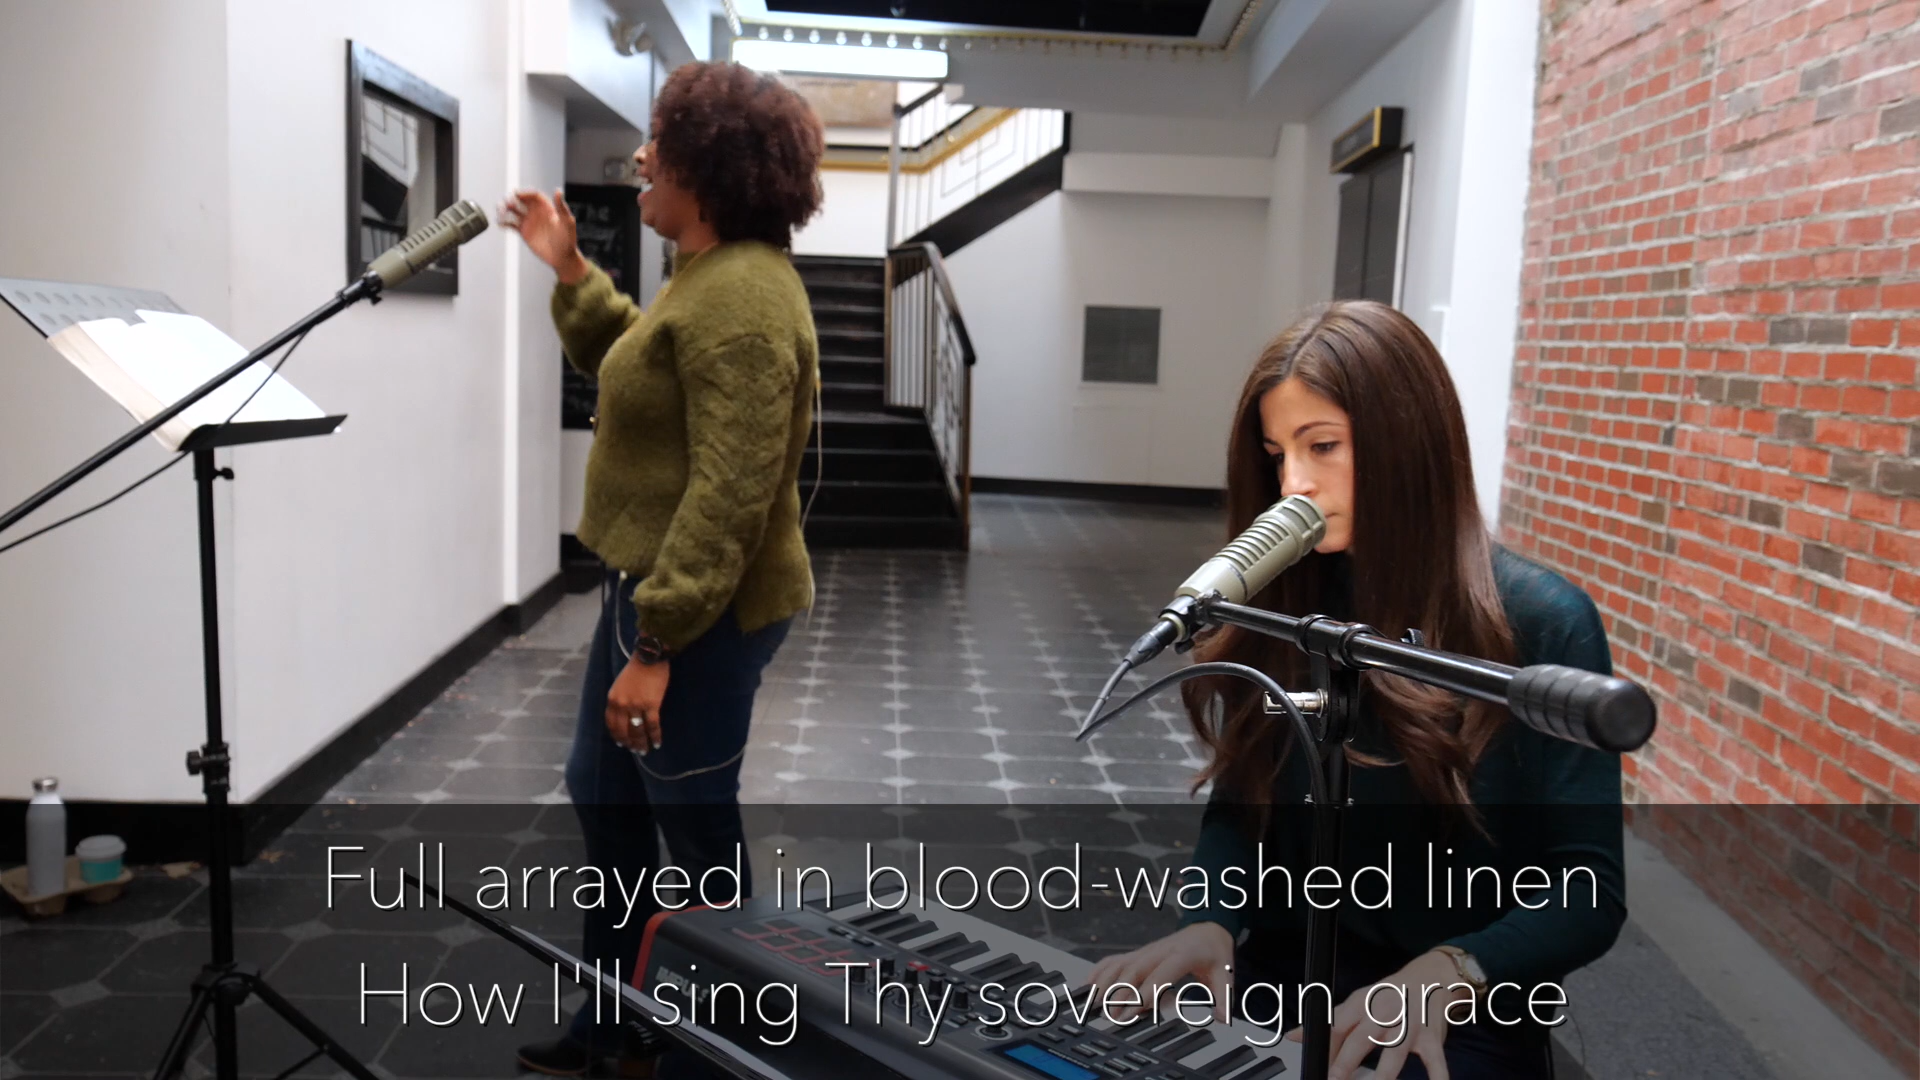 Full arrayed in blood-washed linen
How I'll sing Thy sovereign grace